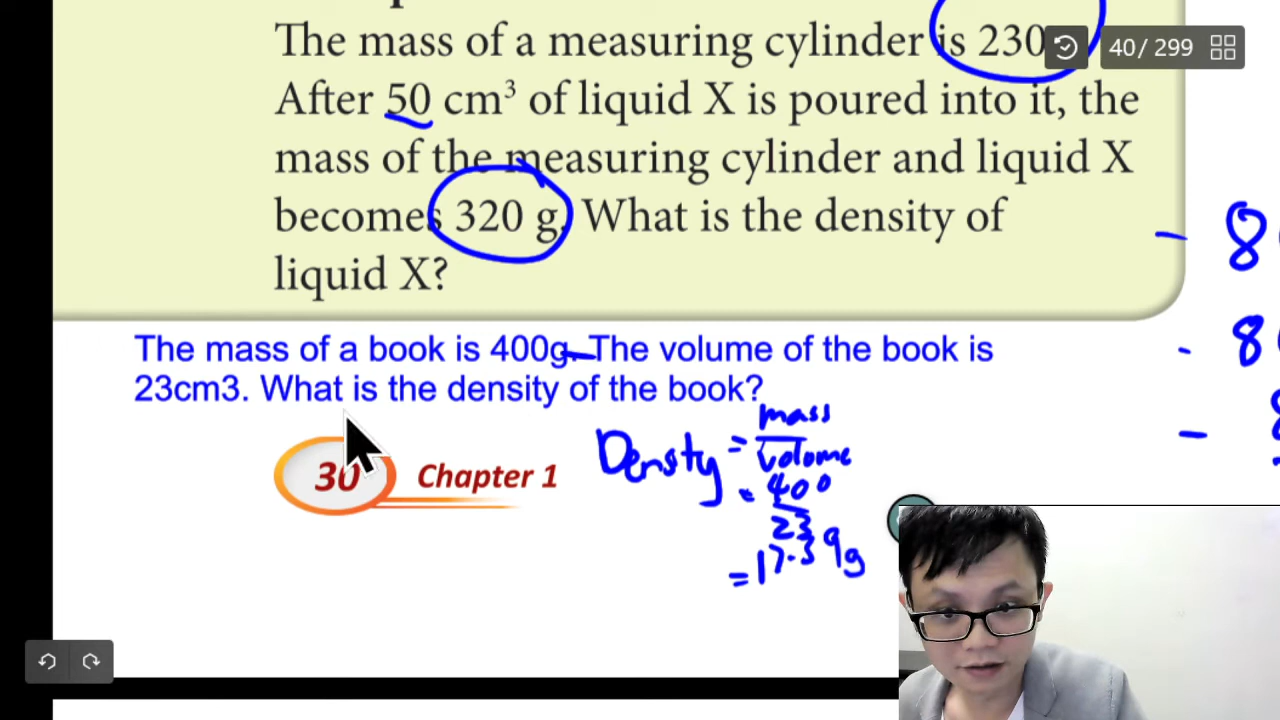 The mass of a measuring cylinder is 230
40/ 299
After 50 cm³ of liquid X is poured into it, the
mass of the measuring cylinder and liquid X
becomes 320 g. What is the density of
liquid X?
The mass of a book is 400g. The volume of the book is
23cm3. What is the density of the book?
Density = mass
volume
= 400
23
= 17.39g
30 Chapter 1
- 8
- 8
-